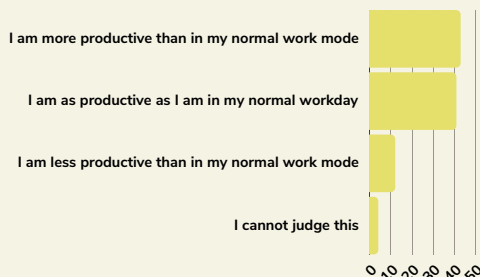 I am more productive than in my normal work mode
I am as productive as I am in my normal workday
I am less productive than in my normal work mode
I cannot judge this
0 10 20 30 40 50